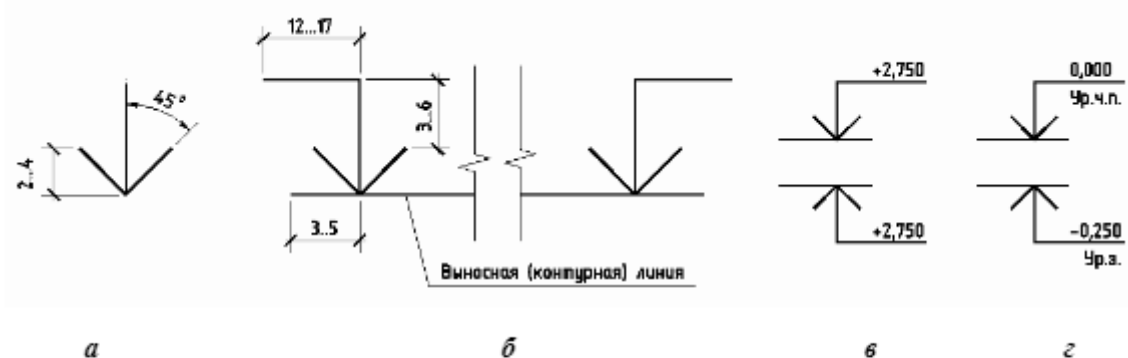 45°
2...4
12...17
3...6
3..5
Выносная (контурная) линия
+2,750
+2,750
0,000
Ур.ч.п.
-0,250
Ур.з.
а
б
в
г